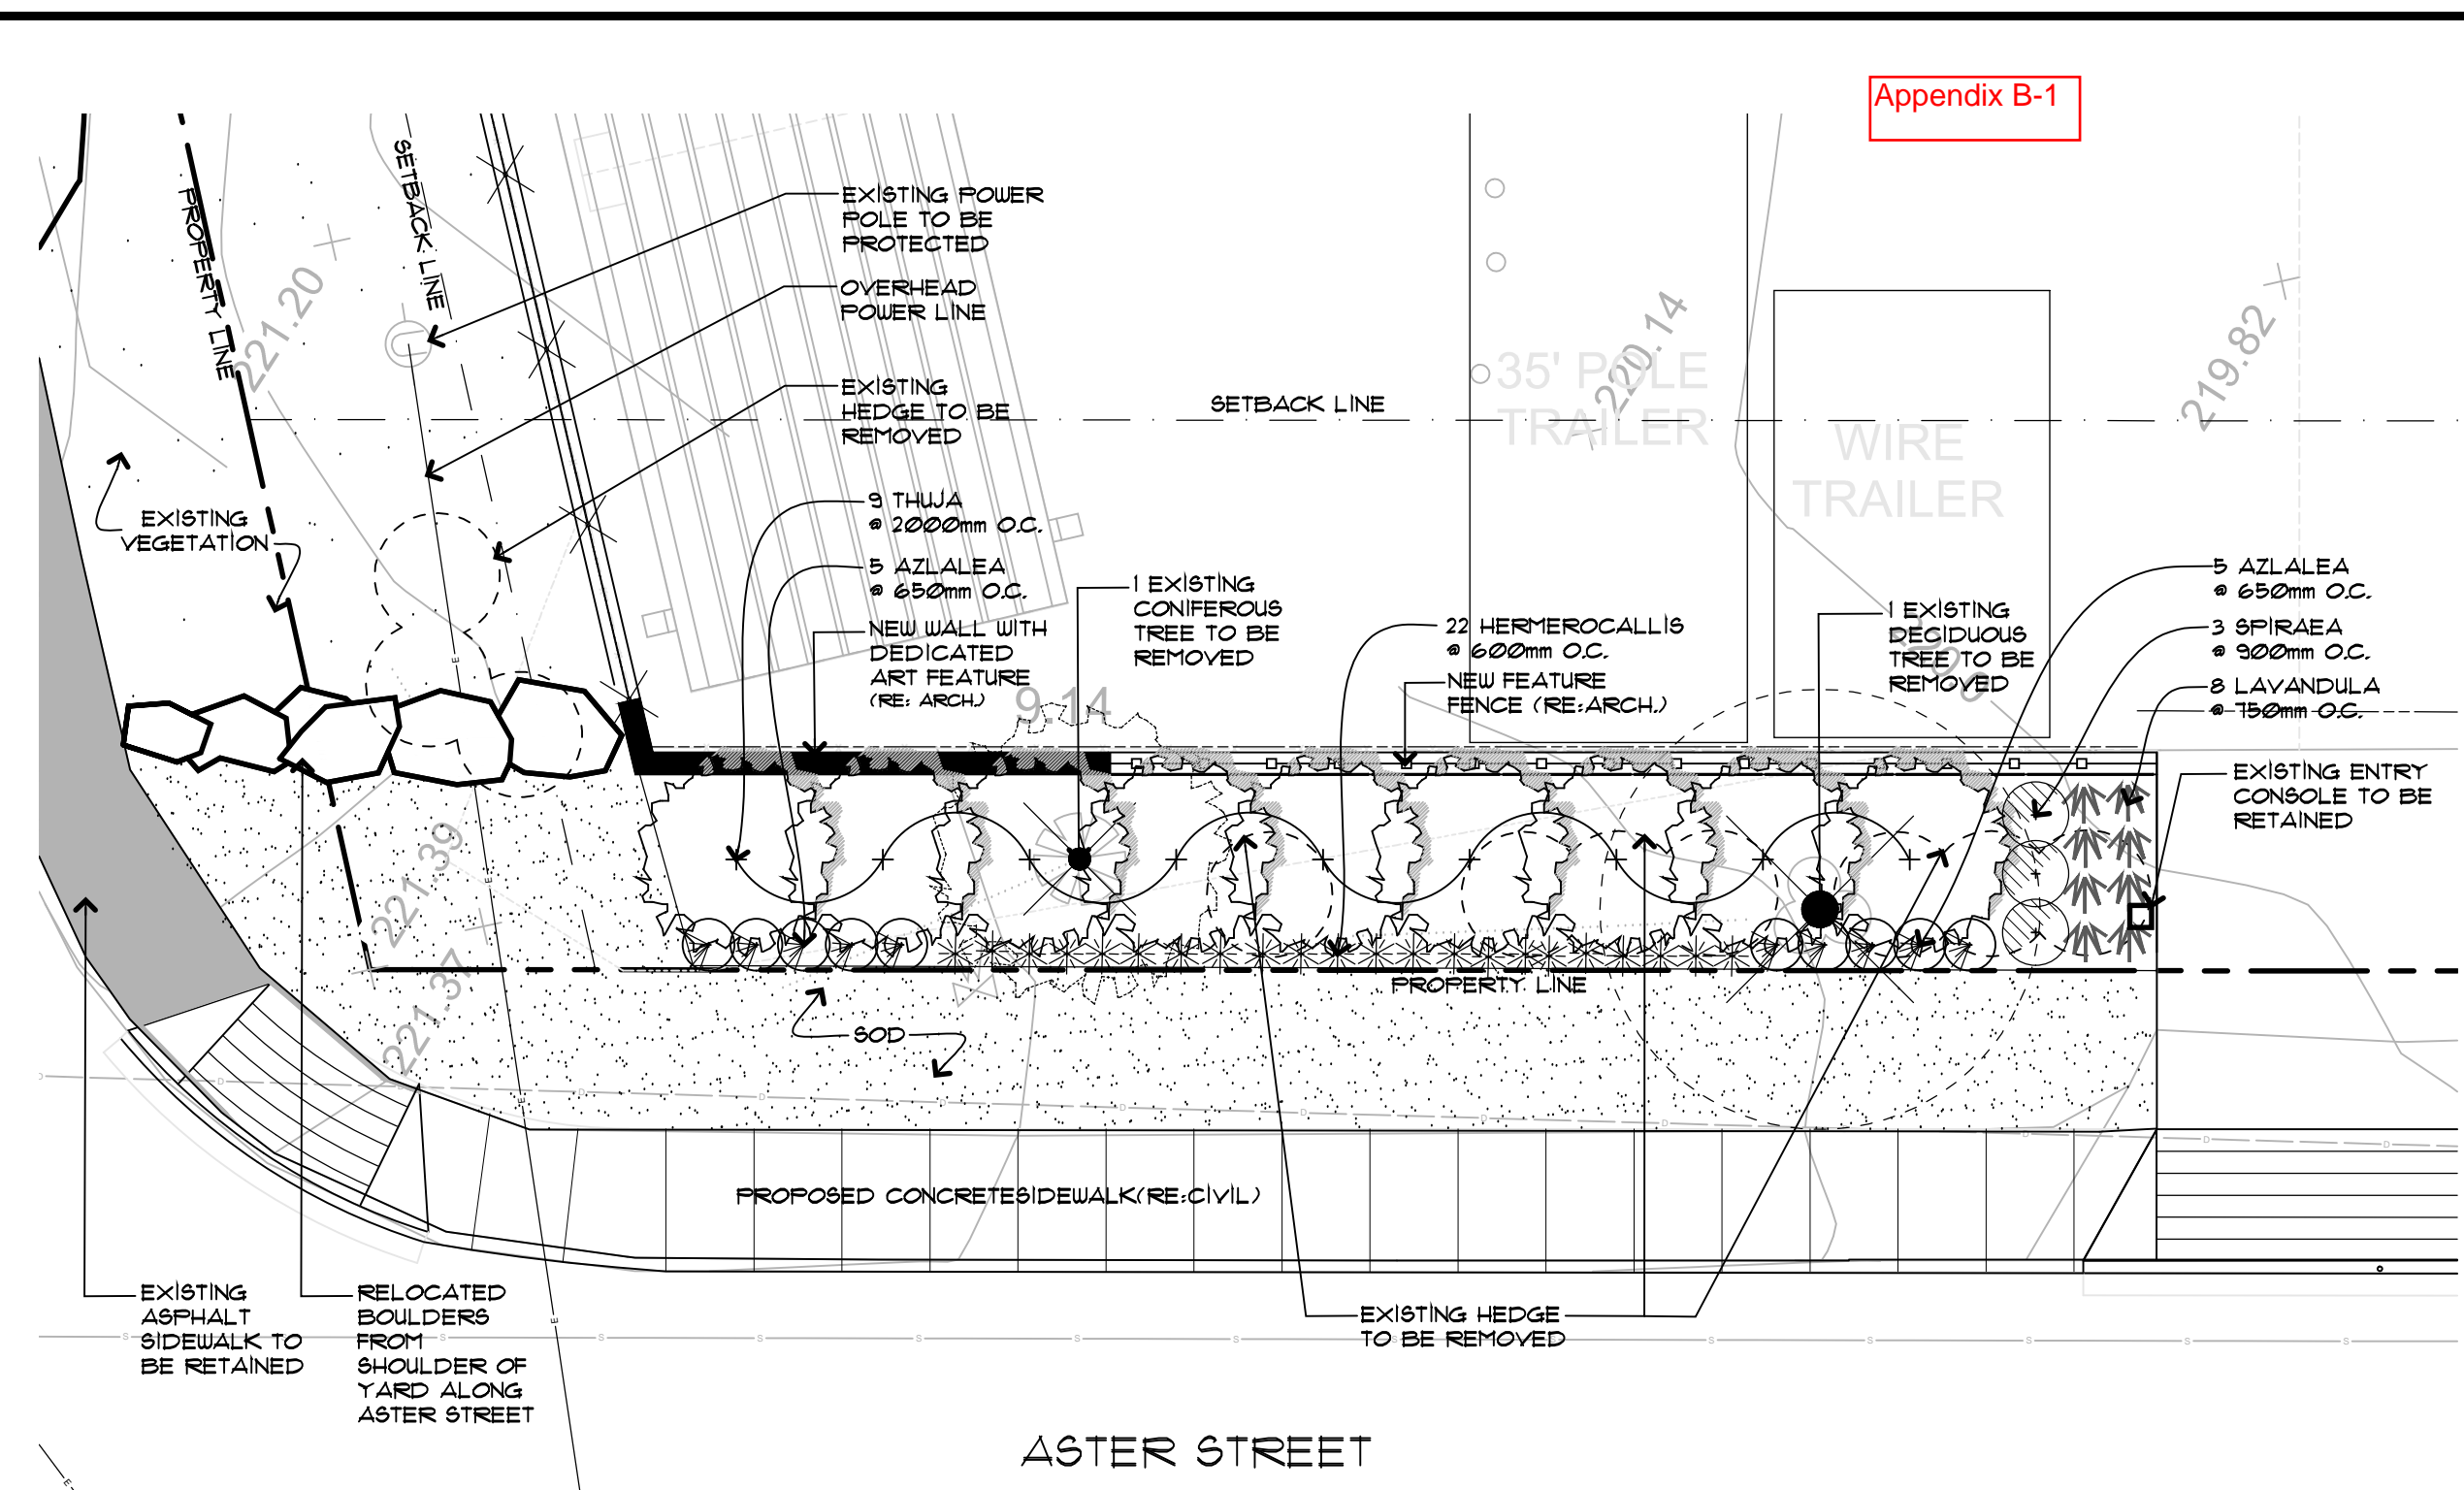 Appendix B-1
PROPERTY LINE
SETBACK LINE
221.20
EXISTING POWER
POLE TO BE
PROTECTED
OVERHEAD
POWER LINE
EXISTING
HEDGE TO BE
REMOVED
SETBACK LINE
35' POLE
TRAILER
220.14
WIRE
TRAILER
219.82
EXISTING
VEGETATION
9 THUJA
@ 2000mm O.C.
5 AZLALEA
@ 650mm O.C.
NEW WALL WITH
DEDICATED
ART FEATURE
(RE: ARCH.)
1 EXISTING
CONIFEROUS
TREE TO BE
REMOVED
9.14
22 HERMEROCALLIS
@ 600mm O.C.
NEW FEATURE
FENCE (RE:ARCH.)
1 EXISTING
DECIDUOUS
TREE TO BE
REMOVED
5 AZLALEA
@ 650mm O.C.
3 SPIRAEA
@ 900mm O.C.
8 LAVANDULA
@ 750mm O.C.
EXISTING ENTRY
CONSOLE TO BE
RETAINED
221.39
221.37
PROPERTY LINE
SOD
PROPOSED CONCRETESIDEWALK(RE:CIVIL)
EXISTING
ASPHALT
SIDEWALK TO
BE RETAINED
RELOCATED
BOULDERS
FROM
SHOULDER OF
YARD ALONG
ASTER STREET
EXISTING HEDGE
TO BE REMOVED
ASTER STREET